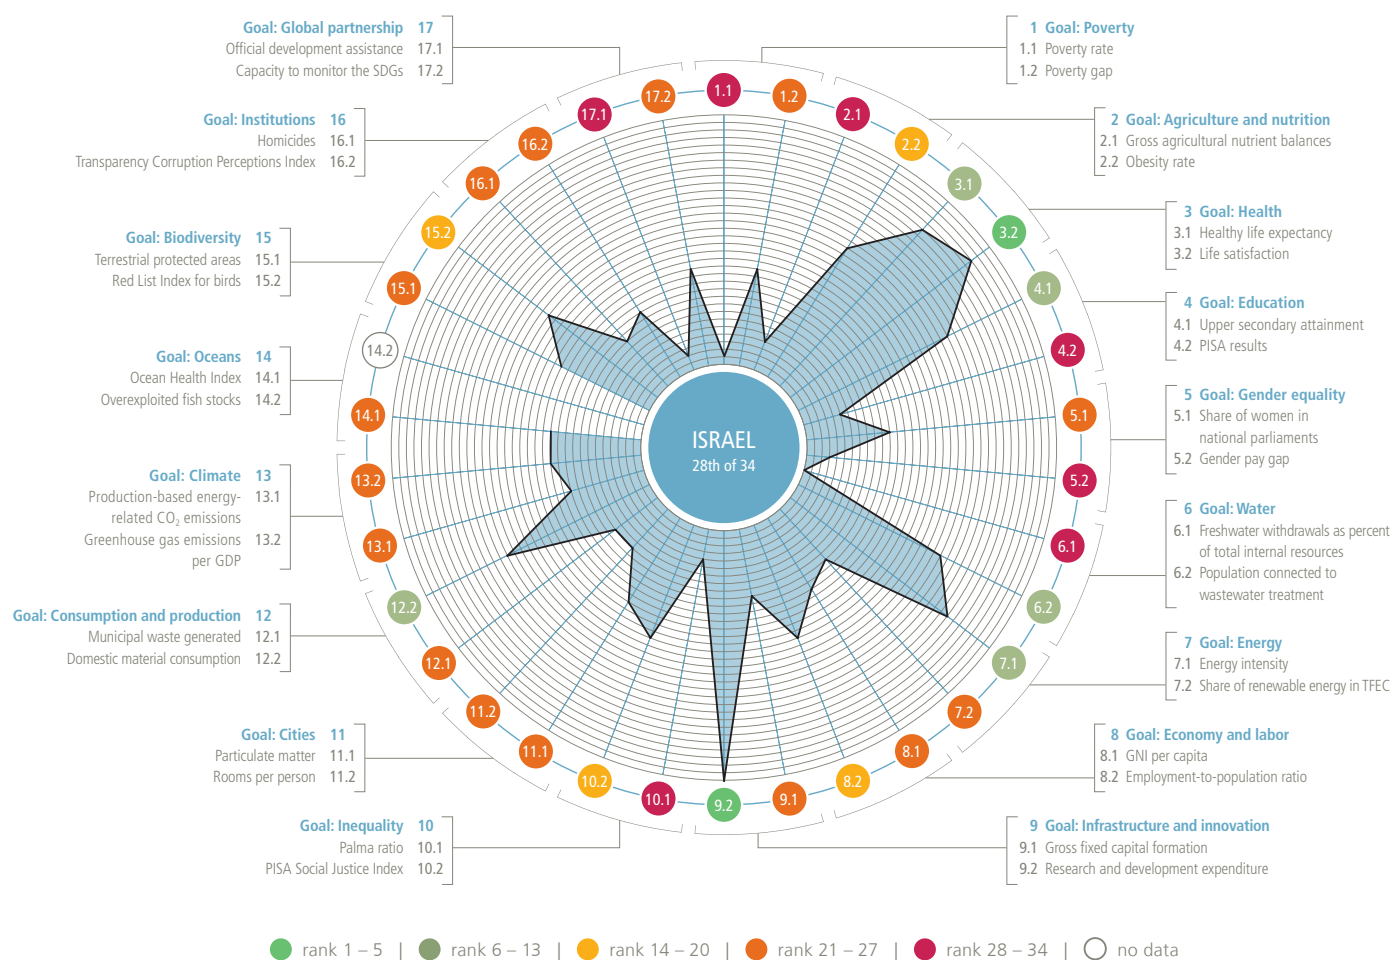 Goal: Global partnership 17
Official development assistance 17.1
Capacity to monitor the SDGs 17.2
Goal: Institutions 16
Homicides 16.1
Transparency Corruption Perceptions Index 16.2
Goal: Biodiversity 15
Terrestrial protected areas 15.1
Red List Index for birds 15.2
Goal: Oceans 14
Ocean Health Index 14.1
Overexploited fish stocks 14.2
Goal: Climate 13
Production-based energy- 13.1
related CO₂ emissions
Greenhouse gas emissions 13.2
per GDP
Goal: Consumption and production 12
Municipal waste generated 12.1
Domestic material consumption 12.2
Goal: Cities 11
Particulate matter 11.1
Rooms per person 11.2
Goal: Inequality 10
Palma ratio 10.1
PISA Social Justice Index 10.2
1 Goal: Poverty
1.1 Poverty rate
1.2 Poverty gap
2 Goal: Agriculture and nutrition
2.1 Gross agricultural nutrient balances
2.2 Obesity rate
3 Goal: Health
3.1 Healthy life expectancy
3.2 Life satisfaction
4 Goal: Education
4.1 Upper secondary attainment
4.2 PISA results
5 Goal: Gender equality
5.1 Share of women in
national parliaments
5.2 Gender pay gap
6 Goal: Water
6.1 Freshwater withdrawals as percent
of total internal resources
6.2 Population connected to
wastewater treatment
7 Goal: Energy
7.1 Energy intensity
7.2 Share of renewable energy in TFEC
8 Goal: Economy and labor
8.1 GNI per capita
8.2 Employment-to-population ratio
9 Goal: Infrastructure and innovation
9.1 Gross fixed capital formation
9.2 Research and development expenditure
1.1
1.2
2.1
2.2
3.1
3.2
4.1
4.2
5.1
5.2
6.1
6.2
7.1
7.2
8.1
8.2
9.1
9.2
10.1
10.2
11.1
11.2
12.1
12.2
13.1
13.2
14.1
14.2
15.1
15.2
16.1
16.2
17.1
17.2
ISRAEL
28th of 34
rank 1 – 5 | rank 6 – 13 | rank 14 – 20 | rank 21 – 27 | rank 28 – 34 | no data